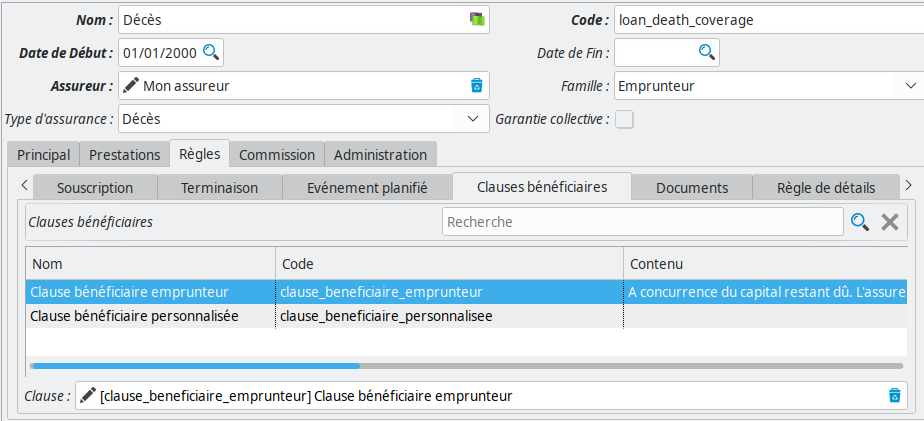 Nom : Décès Code : loan_death_coverage
Date de Début : 01/01/2000 Date de Fin :
Assureur : Mon assureur Famille : Emprunteur
Type d'assurance : Décès Garantie collective :
Principal Prestations Règles Commission Administration
Souscription Terminaison Evénement planifié Clauses bénéficiaires Documents Règle de détails
Clauses bénéficiaires Recherche
Nom Code Contenu
Clause bénéficiaire emprunteur clause_beneficiaire_emprunteur A concurrence du capital restant dû. L'assure
Clause bénéficiaire personnalisée clause_beneficiaire_personnalisee
Clause : [clause_beneficiaire_emprunteur] Clause bénéficiaire emprunteur